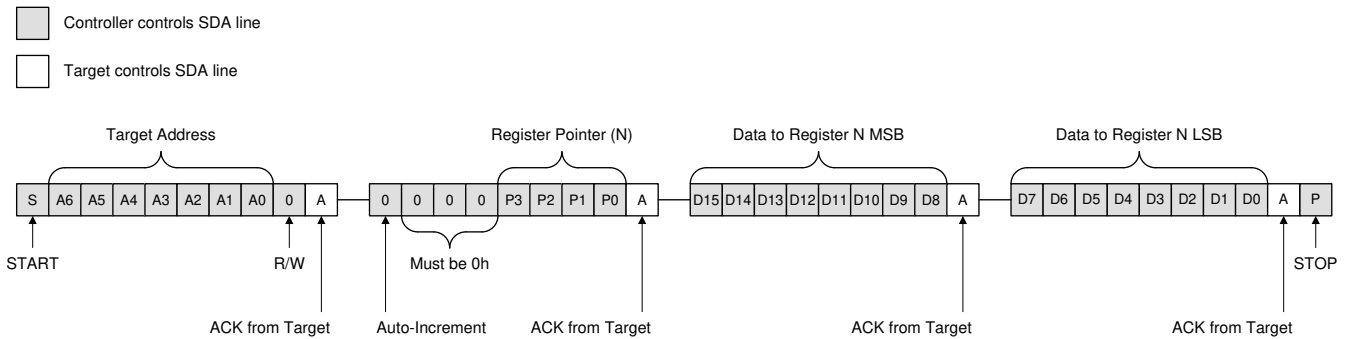 Controller controls SDA line
Target controls SDA line
Target Address
Register Pointer (N)
Data to Register N MSB
Data to Register N LSB
S A6 A5 A4 A3 A2 A1 A0 0 A 0 0 0 0 P3 P2 P1 P0 A D15 D14 D13 D12 D11 D10 D9 D8 A D7 D6 D5 D4 D3 D2 D1 D0 A P
START
R/W
Must be 0h
STOP
ACK from Target
Auto-Increment
ACK from Target
ACK from Target
ACK from Target